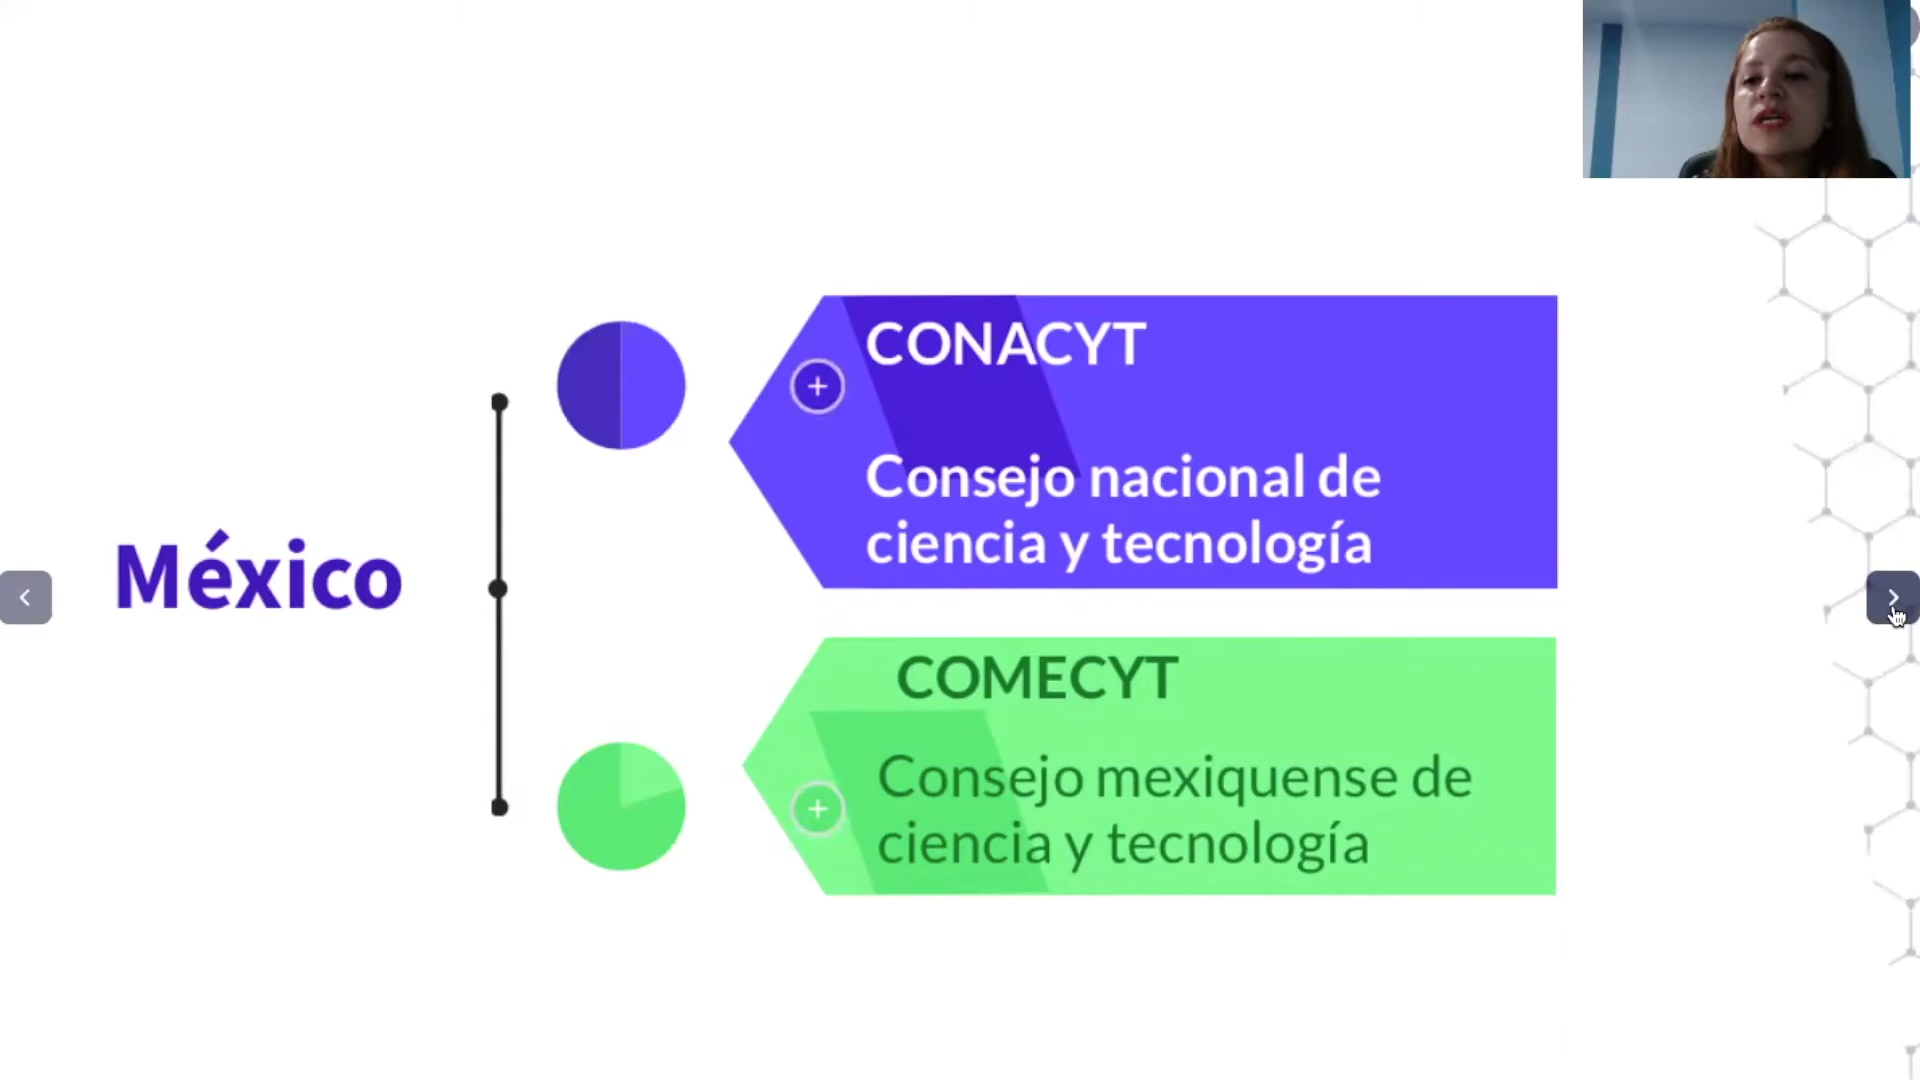 México
CONACYT
Consejo nacional de
ciencia y tecnología
COMECYT
Consejo mexiquense de
ciencia y tecnología